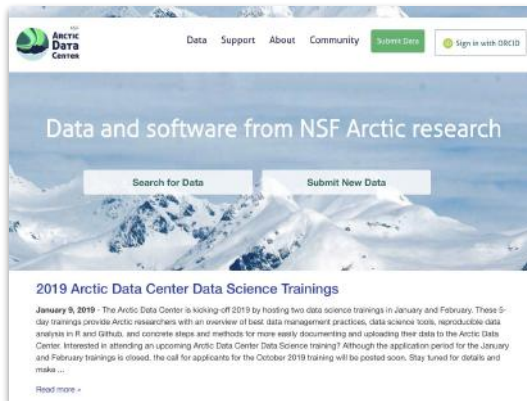 NSF
ARCTIC
DATA
CENTER
Data Support About Community Submit Data Sign in with ORCID
Data and software from NSF Arctic research
Search for Data Submit New Data
2019 Arctic Data Center Data Science Trainings
January 9, 2019 - The Arctic Data Center is kicking-off 2019 by hosting two data science trainings in January and February. These 5-
day trainings provide Arctic researchers with an overview of best data management practices, data science tools, reproducible data
analysis in R and Github, and concrete steps and methods for more easily documenting and uploading their data to the Arctic Data
Center. Interested in attending an upcoming Arctic Data Center Data Science training? Although the application period for the January
and February trainings is closed, the call for applicants for the October 2019 training will be posted soon. Stay tuned for details and
make ...
Read more »